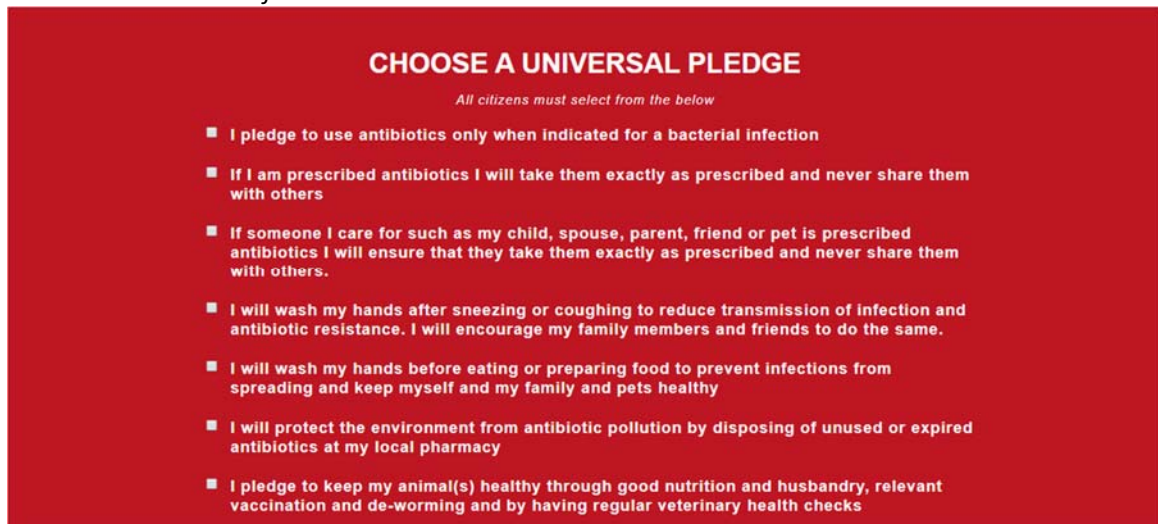 CHOOSE A UNIVERSAL PLEDGE
All citizens must select from the below
I pledge to use antibiotics only when indicated for a bacterial infection
If I am prescribed antibiotics I will take them exactly as prescribed and never share them
with others
If someone I care for such as my child, spouse, parent, friend or pet is prescribed
antibiotics I will ensure that they take them exactly as prescribed and never share them
with others.
I will wash my hands after sneezing or coughing to reduce transmission of infection and
antibiotic resistance. I will encourage my family members and friends to do the same.
I will wash my hands before eating or preparing food to prevent infections from
spreading and keep myself and my family and pets healthy
I will protect the environment from antibiotic pollution by disposing of unused or expired
antibiotics at my local pharmacy
I pledge to keep my animal(s) healthy through good nutrition and husbandry, relevant
vaccination and de-worming and by having regular veterinary health checks